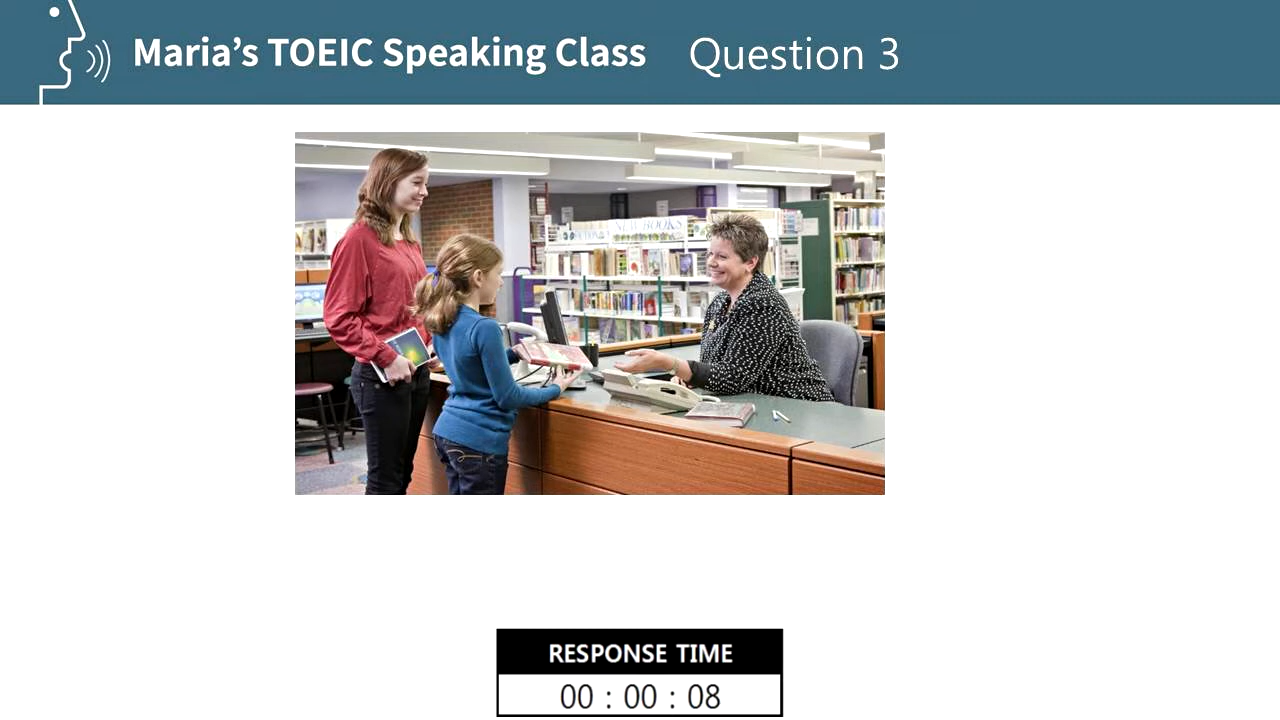 Maria's TOEIC Speaking Class Question 3
NEW BOOKS
RESPONSE TIME
00 : 00 : 08